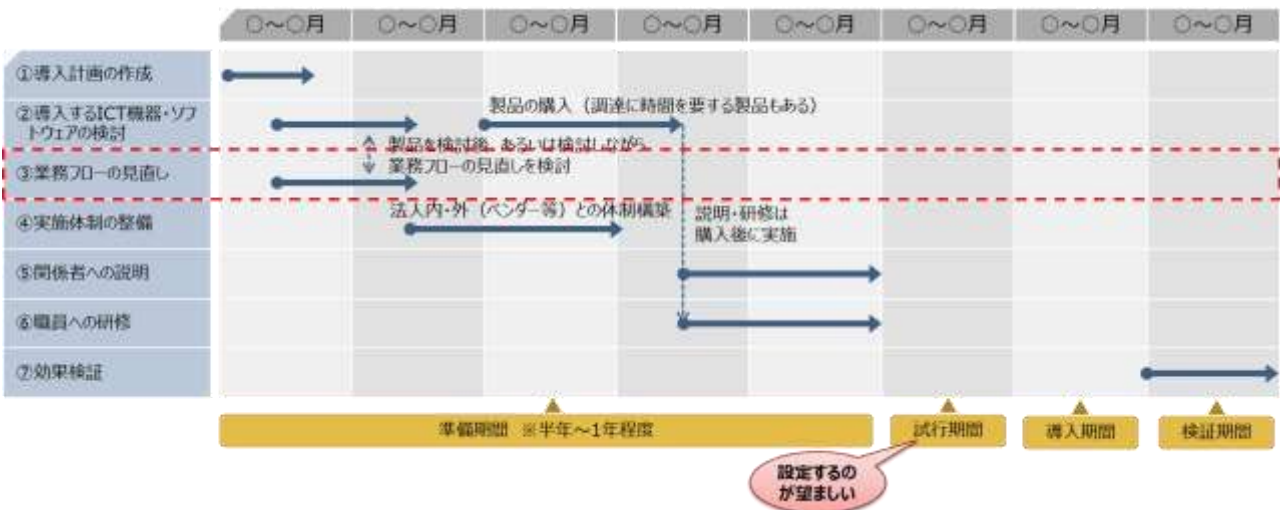 ○～○月 ○～○月 ○～○月 ○～○月 ○～○月 ○～○月 ○～○月 ○～○月
①導入計画の作成
②導入するICT機器・ソフ
トウェアの検討
製品の購入（調達に時間を要する製品もある）
製品を検討後、あるいは検討しながら
業務フローの見直しを検討
③業務フローの見直し
④実施体制の整備
法人内・外（ベンダー等）との体制構築
説明・研修は
購入後に実施
⑤関係者への説明
⑥職員への研修
⑦効果検証
準備期間 ※半年～1年程度
試行期間
導入期間
検証期間
設定するの
が望ましい